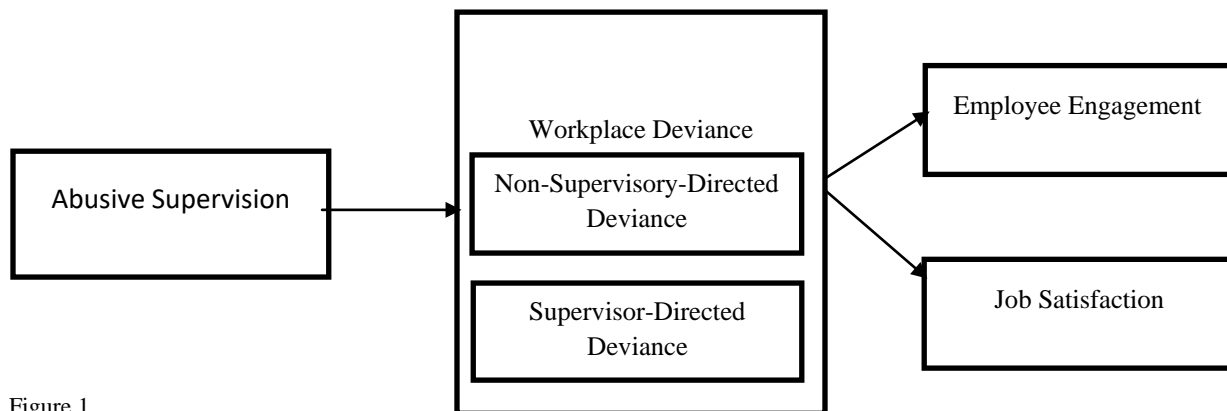 Abusive Supervision
Workplace Deviance
Non-Supervisory-Directed
Deviance
Supervisor-Directed
Deviance
Employee Engagement
Job Satisfaction
Figure 1